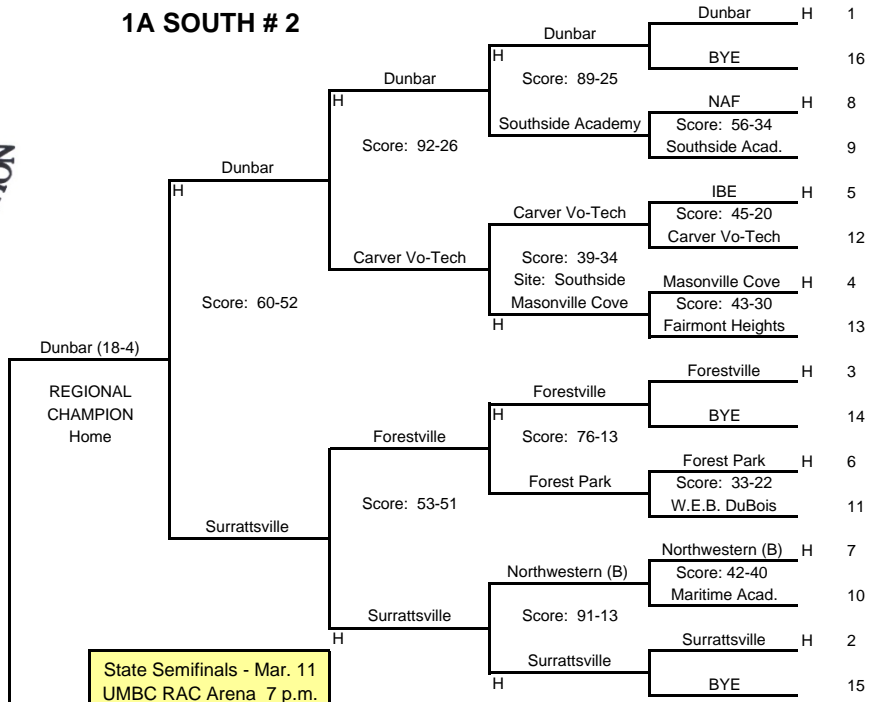 1A SOUTH # 2
Dunbar H 1
Dunbar
H BYE 16
Dunbar Score: 89-25
H NAF H 8
Southside Academy Score: 56-34
Score: 92-26 Southside Acad. 9
Dunbar
H IBE H 5
Carver Vo-Tech Score: 45-20
Carver Vo-Tech 12
Carver Vo-Tech Score: 39-34
Site: Southside Masonville Cove H 4
Score: 60-52 Masonville Cove Score: 43-30
H Fairmont Heights 13
Dunbar (18-4)
Forestville H 3
REGIONAL Forestville
CHAMPION H BYE 14
Home Forestville Score: 76-13
Forest Park H 6
Forest Park Score: 33-22
Score: 53-51 W.E.B. DuBois 11
Surrattsville
Northwestern (B) H 7
Northwestern (B) Score: 42-40
Maritime Acad. 10
Surrattsville Score: 91-13
H Surrattsville H 2
State Semifinals - Mar. 11 Surrattsville
UMBC RAC Arena 7 p.m. H BYE 15